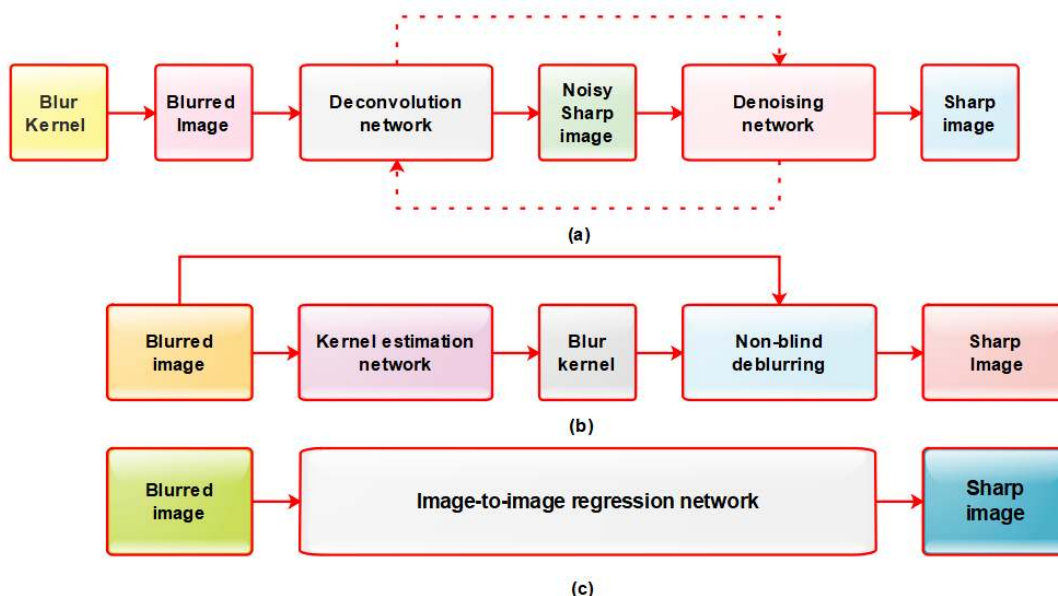 Blur
Kernel
Blurred
Image
Deconvolution
network
Noisy
Sharp
image
Denoising
network
Sharp
image
(a)
Blurred
image
Kernel estimation
network
Blur
kernel
Non-blind
deblurring
Sharp
Image
(b)
Blurred
image
Image-to-image regression network
Sharp
image
(c)